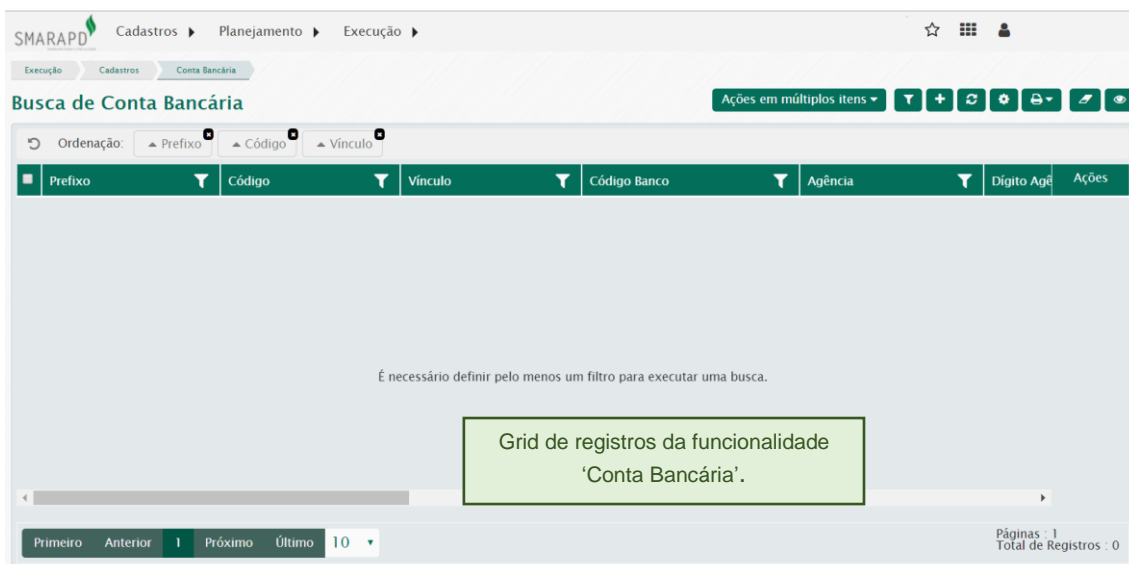 SMARAPD
Cadastros Planejamento Execução
Execução Cadastros Conta Bancária
Busca de Conta Bancária
Ações em múltiplos itens
Ordenação: Prefixo Código Vínculo
Prefixo Código Vínculo Código Banco Agência Dígito Agê Ações
É necessário definir pelo menos um filtro para executar uma busca.
Grid de registros da funcionalidade
‘Conta Bancária’.
Primeiro Anterior 1 Próximo Último 10
Páginas : 1
Total de Registros : 0